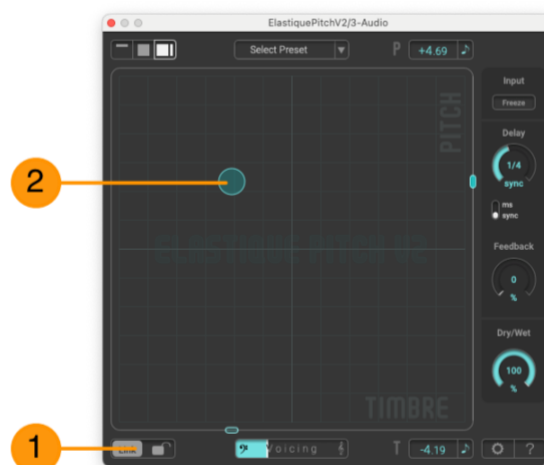 ElastiquePitchV2/3-Audio
Select Preset
P +4.69
Input
Freeze
PITCH
Delay
1/4
sync
ms
sync
2
ELASTIQUE PITCH V2
Feedback
0
%
Dry/Wet
100
%
TIMBRE
1
Link
Voicing
T -4.19
?